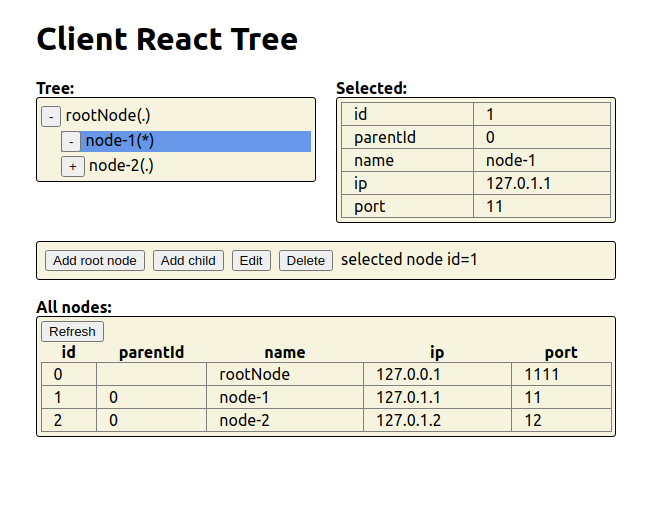 Client React Tree
Tree:
- rootNode(.)
- node-1(*)
+ node-2(.)
Selected:
id 1
parentId 0
name node-1
ip 127.0.1.1
port 11
Add root node Add child Edit Delete selected node id=1
All nodes:
Refresh
id parentId name ip port
0 rootNode 127.0.0.1 1111
1 0 node-1 127.0.1.1 11
2 0 node-2 127.0.1.2 12